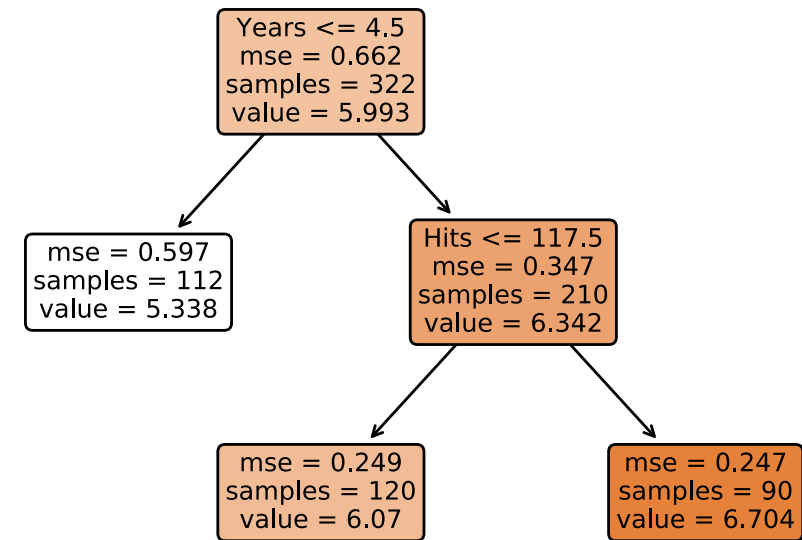 Years <= 4.5
mse = 0.662
samples = 322
value = 5.993
mse = 0.597
samples = 112
value = 5.338
Hits <= 117.5
mse = 0.347
samples = 210
value = 6.342
mse = 0.249
samples = 120
value = 6.07
mse = 0.247
samples = 90
value = 6.704